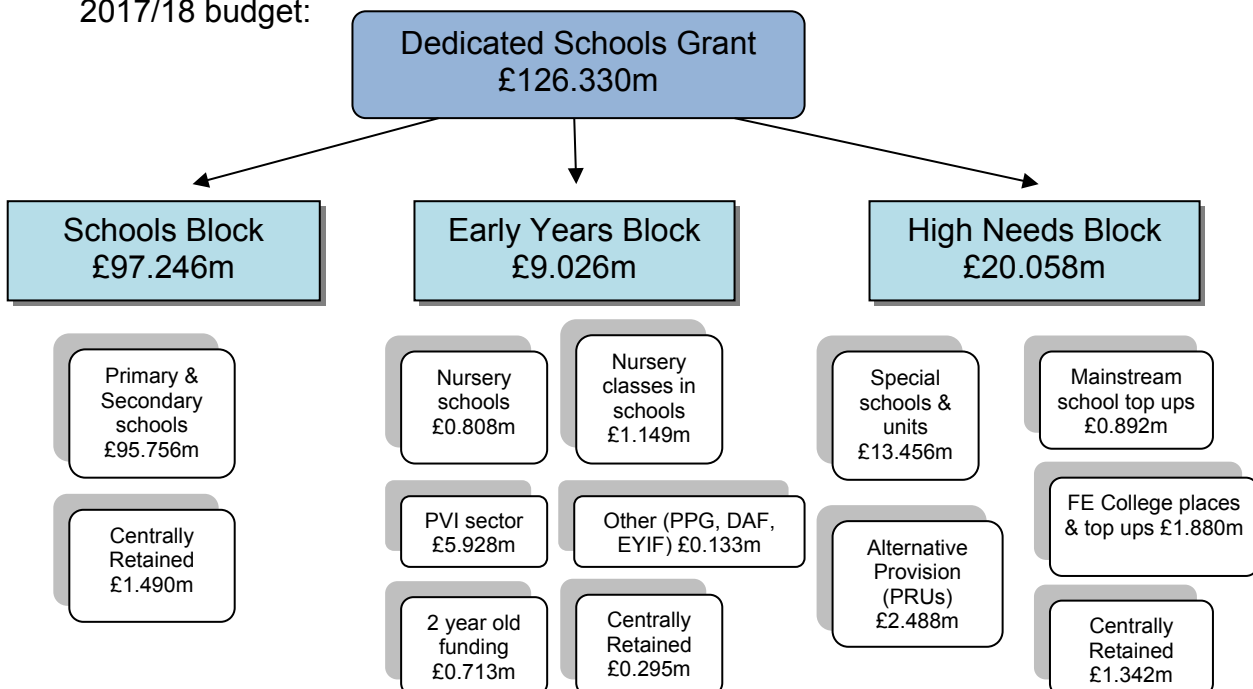 2017/18 budget:
Dedicated Schools Grant
£126.330m
Schools Block
£97.246m
Early Years Block
£9.026m
High Needs Block
£20.058m
Primary &
Secondary
schools
£95.756m
Centrally
Retained
£1.490m
Nursery
schools
£0.808m
Nursery
classes in
schools
£1.149m
PVI sector
£5.928m
Other (PPG, DAF,
EYIF) £0.133m
2 year old
funding
£0.713m
Centrally
Retained
£0.295m
Special
schools &
units
£13.456m
Mainstream
school top ups
£0.892m
Alternative
Provision
(PRUs)
£2.488m
FE College places
& top ups £1.880m
Centrally
Retained
£1.342m